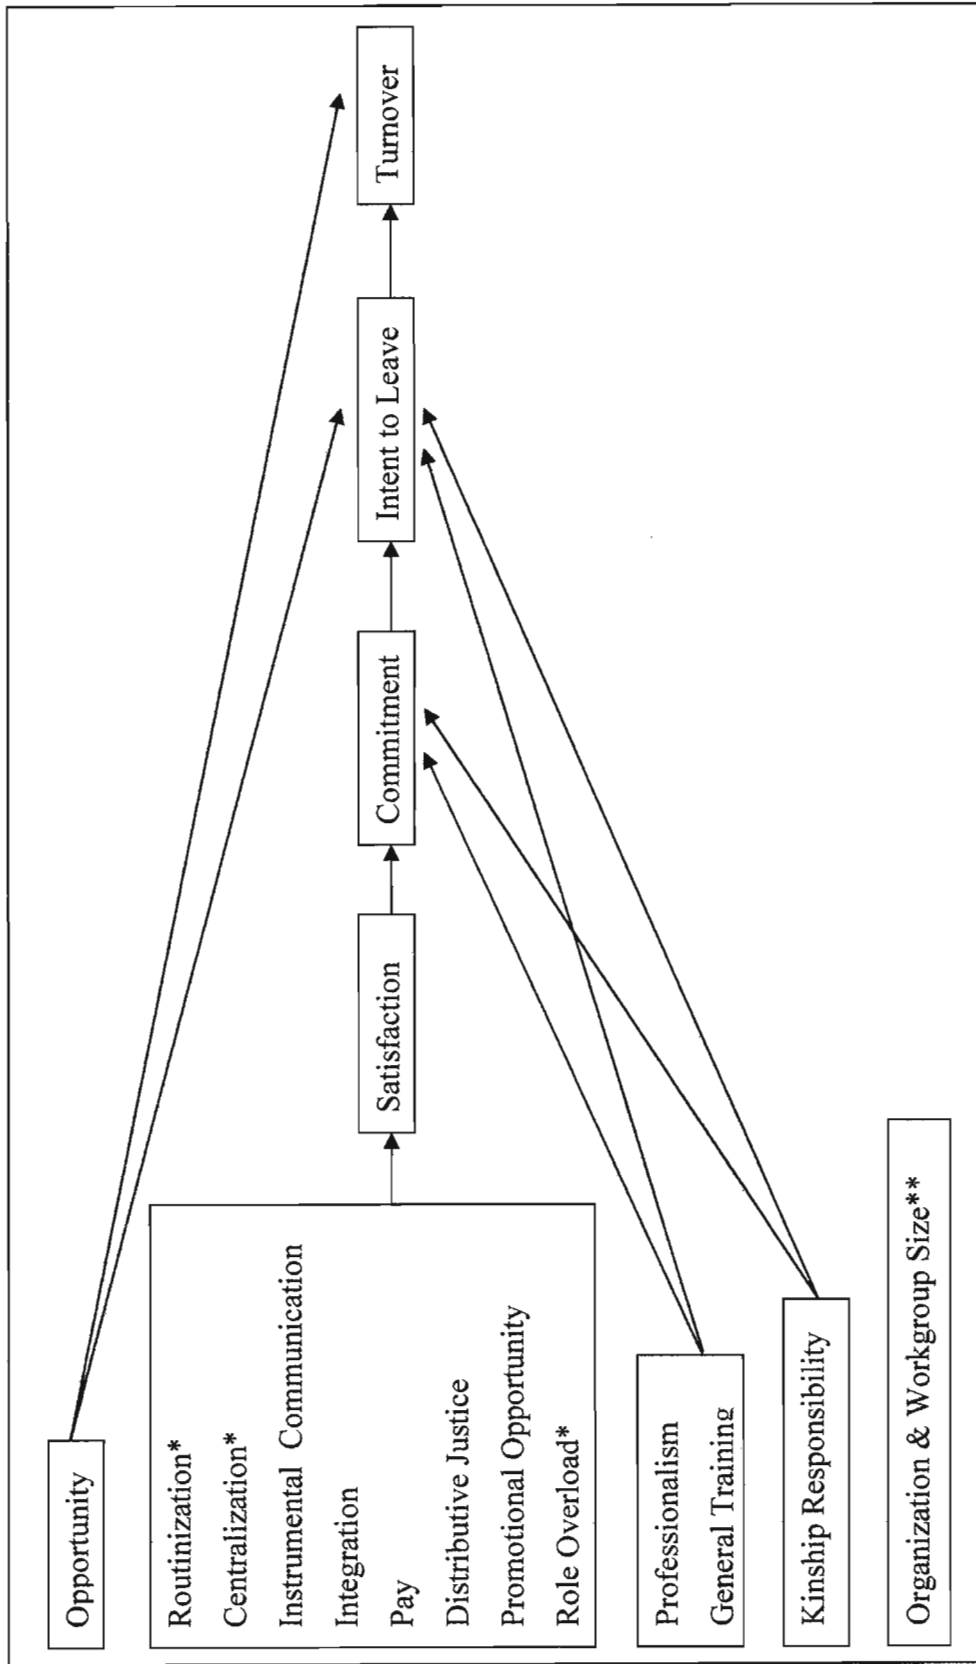 Opportunity
Routinization*
Centralization*
Instrumental Communication
Integration
Pay
Distributive Justice
Promotional Opportunity
Role Overload*
Professionalism
General Training
Kinship Responsibility
Organization & Workgroup Size**
Satisfaction
Commitment
Intent to Leave
Turnover